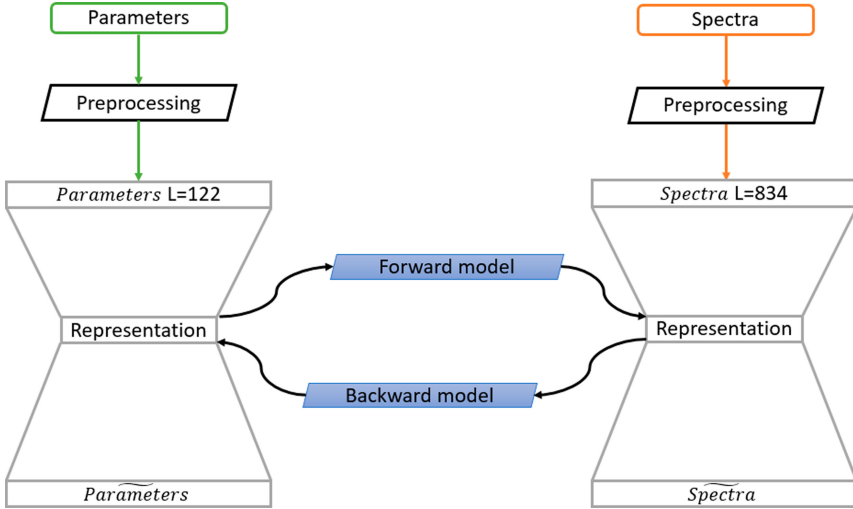 Parameters
Spectra
Preprocessing
Preprocessing
Parameters L=122
Spectra L=834
Forward model
Representation
Representation
Backward model
Parameters
Spectra